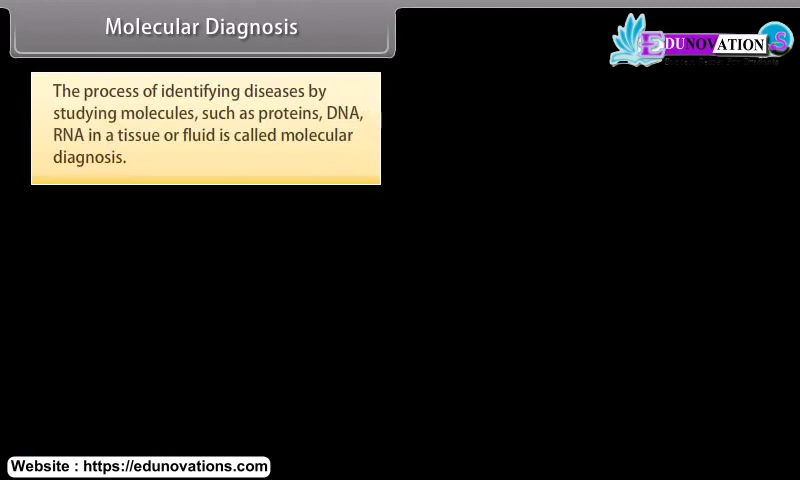 Molecular Diagnosis
EDUNOVATIONS
The process of identifying diseases by
studying molecules, such as proteins, DNA,
RNA in a tissue or fluid is called molecular
diagnosis.
Website : https://edunovations.com